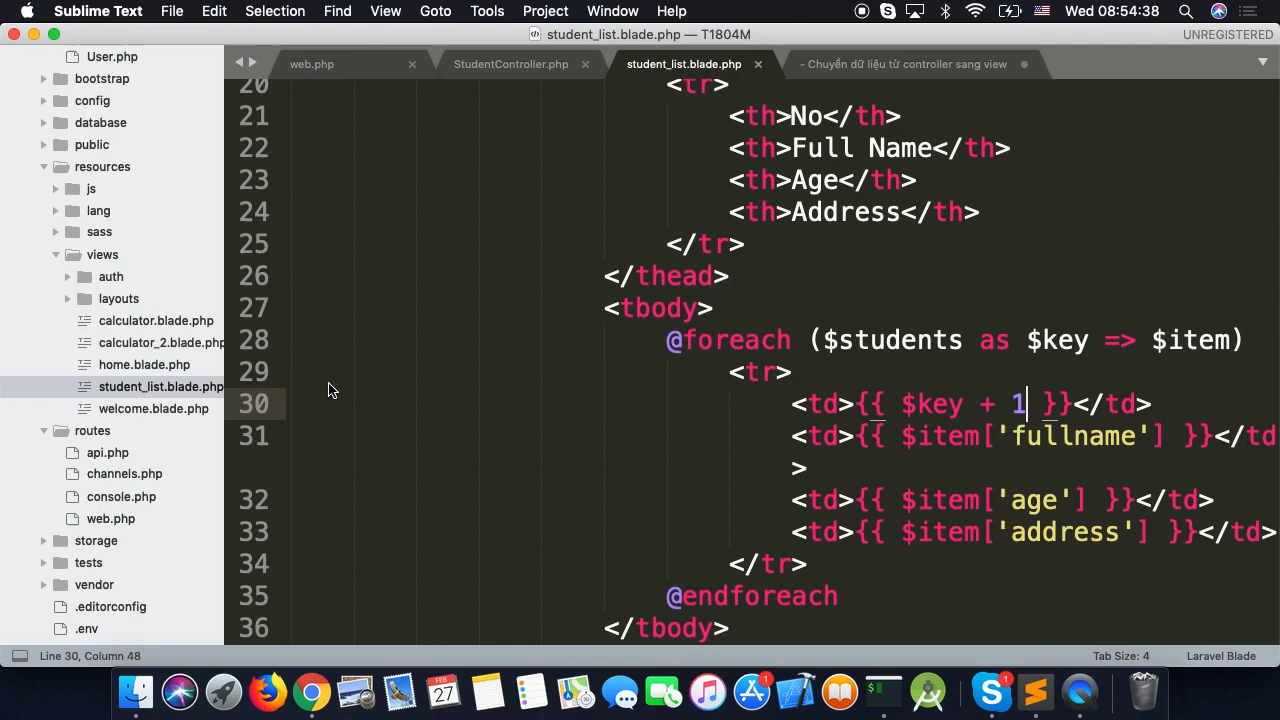 Sublime Text File Edit Selection Find View Goto Tools Project Window Help Wed 08:54:38
student_list.blade.php — T1804M UNREGISTERED
web.php StudentController.php student_list.blade.php - Chuyển dữ liệu từ controller sang view
User.php
bootstrap
config
database
public
resources
js
lang
sass
views
auth
layouts
calculator.blade.php
calculator_2.blade.php
home.blade.php
student_list.blade.php
welcome.blade.php
routes
api.php
channels.php
console.php
web.php
storage
tests
vendor
.editorconfig
.env
20 <tr>
21 <th>No</th>
22 <th>Full Name</th>
23 <th>Age</th>
24 <th>Address</th>
25 </tr>
26 </thead>
27 <tbody>
28 @foreach ($students as $key => $item)
29 <tr>
30 <td>{{ $key + 1 }}</td>
31 <td>{{ $item['fullname'] }}</td
>
32 <td>{{ $item['age'] }}</td>
33 <td>{{ $item['address'] }}</td>
34 </tr>
35 @endforeach
36 </tbody>
Line 30, Column 48 Tab Size: 4 Laravel Blade
FEB
27
1
1